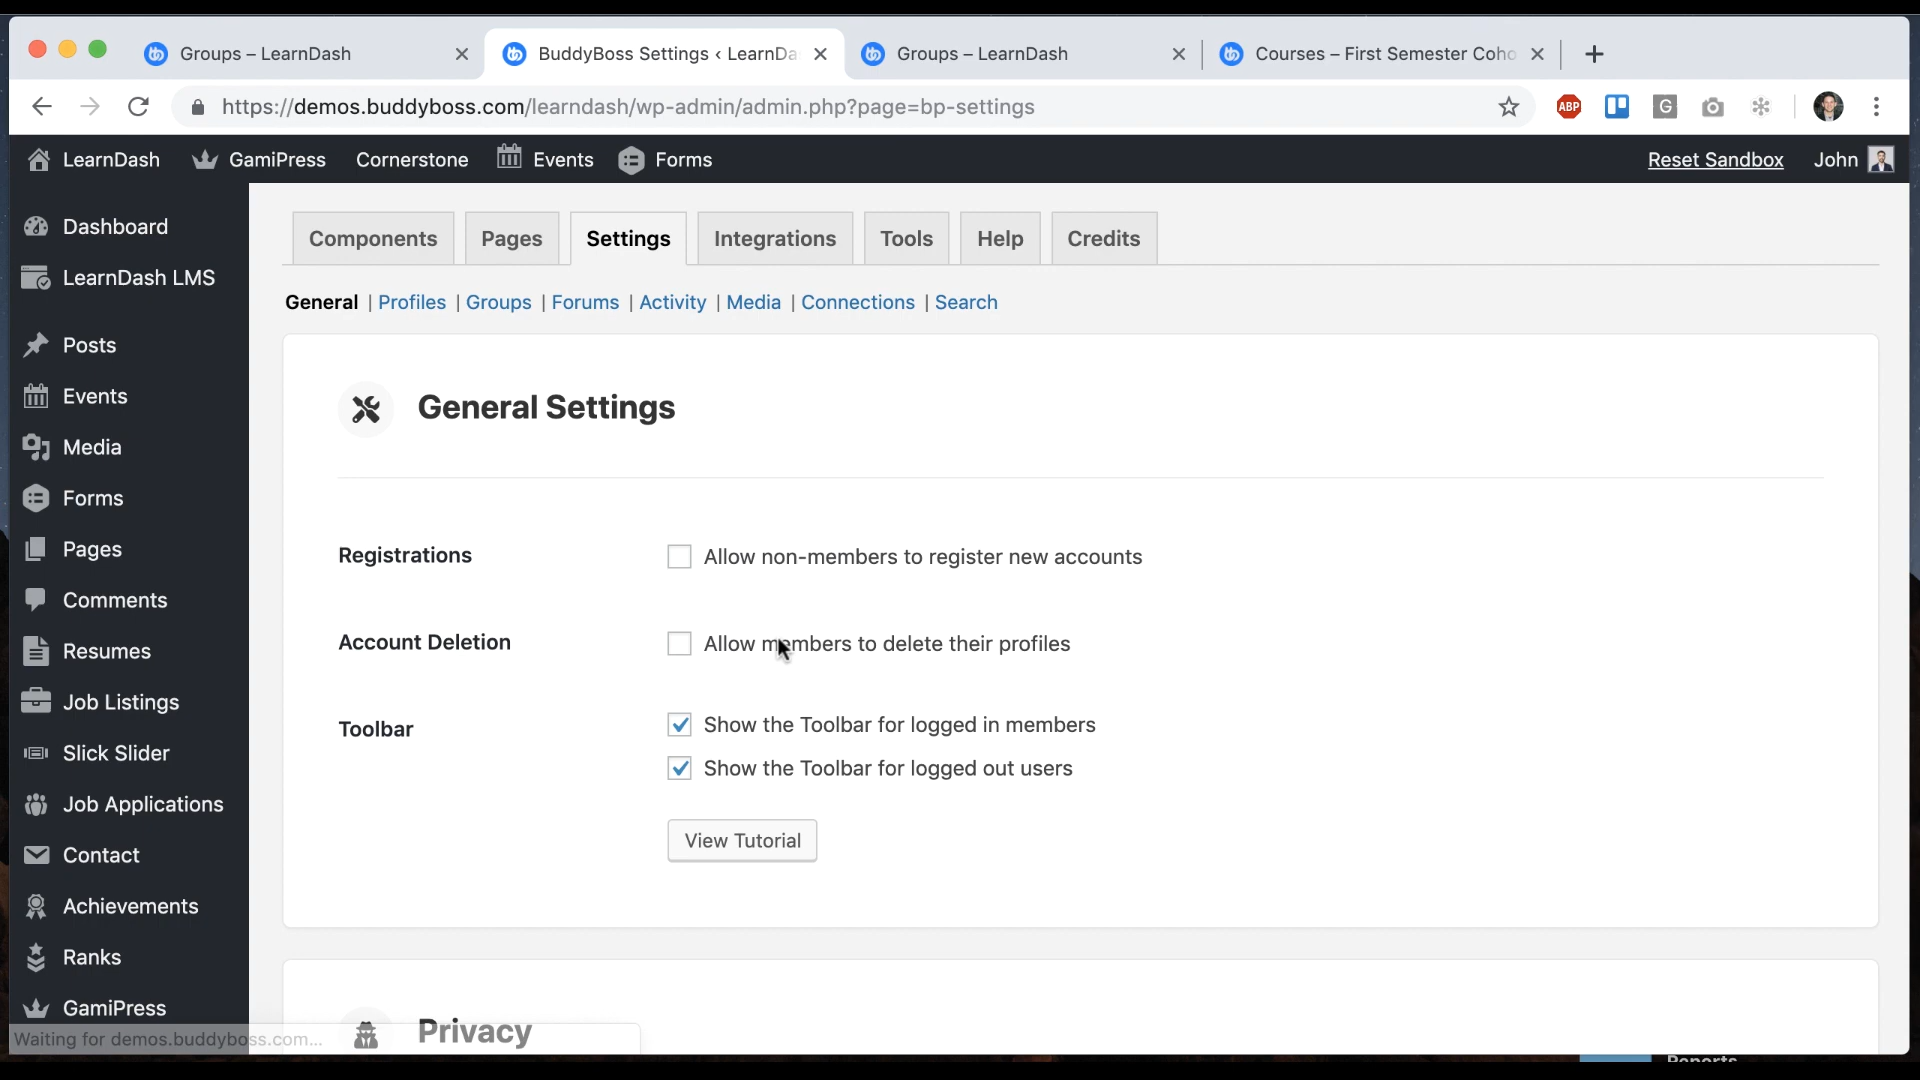 Groups – LearnDash
BuddyBoss Settings ‹ LearnDa
Groups – LearnDash
Courses – First Semester Coho
https://demos.buddyboss.com/learndash/wp-admin/admin.php?page=bp-settings
ABP
G
LearnDash GamiPress Cornerstone Events Forms Reset Sandbox John
Dashboard
LearnDash LMS
Posts
Events
Media
Forms
Pages
Comments
Resumes
Job Listings
Slick Slider
Job Applications
Contact
Achievements
Ranks
GamiPress
Waiting for demos.buddyboss.com...
Components Pages Settings Integrations Tools Help Credits
General | Profiles | Groups | Forums | Activity | Media | Connections | Search
General Settings
Registrations Allow non-members to register new accounts
Account Deletion Allow members to delete their profiles
Toolbar Show the Toolbar for logged in members
Show the Toolbar for logged out users
View Tutorial
Privacy
Reports